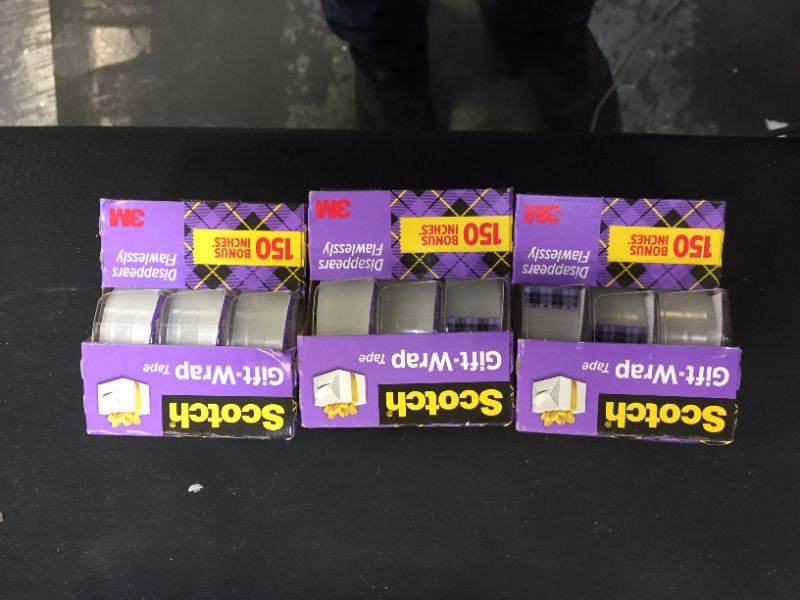 3M
150 BONUS INCHES*
Disappears
Flawlessly
Gift-Wrap Tape
Scotch®
3M
150 BONUS INCHES*
Disappears
Flawlessly
Gift-Wrap Tape
Scotch®
3M
150 BONUS INCHES*
Disappears
Flawlessly
Gift-Wrap Tape
Scotch®